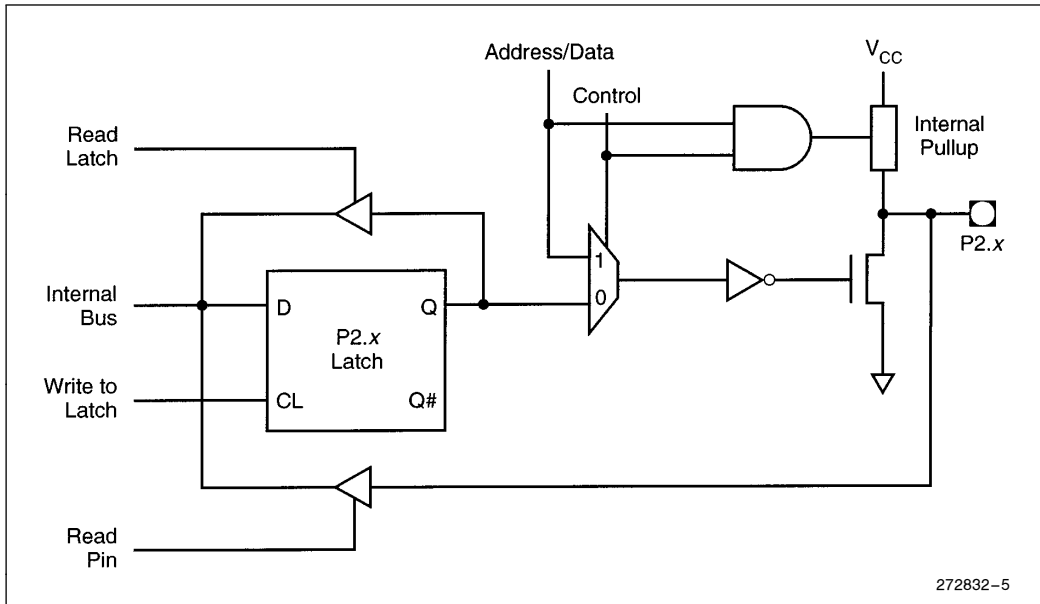 Address/Data
Control
V_CC
Internal
Pullup
Read
Latch
P2.x
1
0
Internal
Bus
D
Q
P2.x
Latch
Write to
Latch
CL
Q#
Read
Pin
272832-5